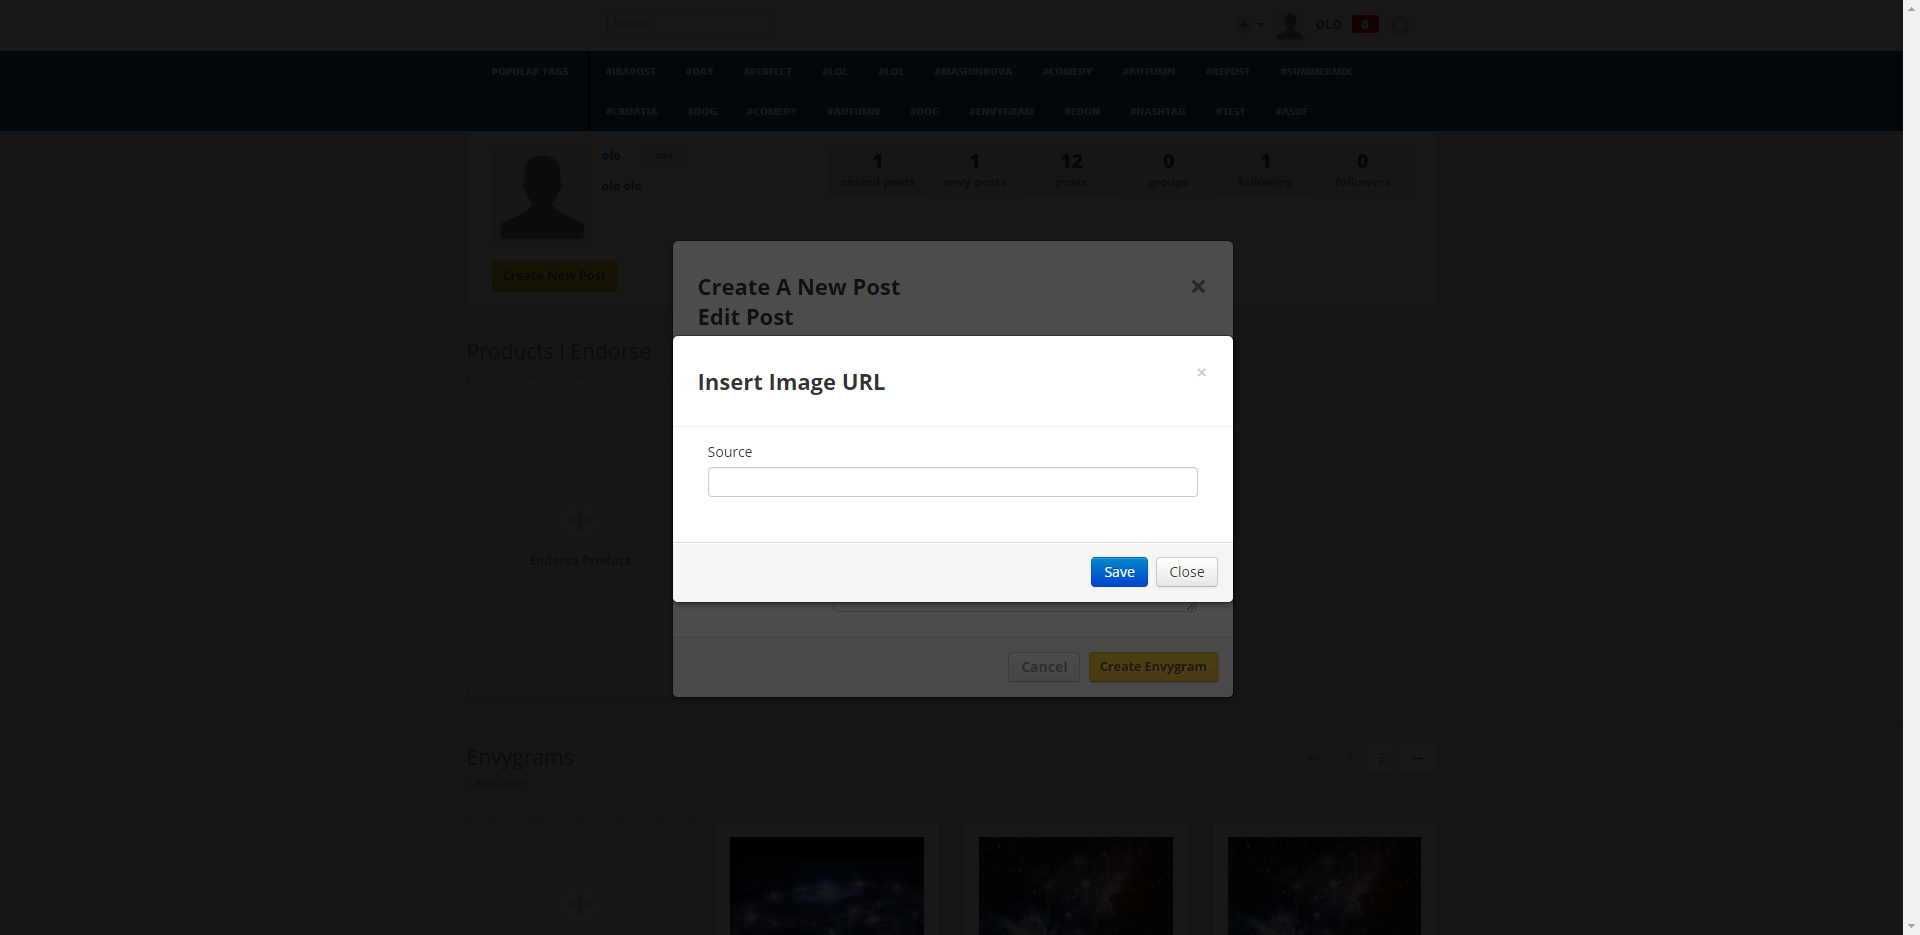 Search
OLO 0
#POPULAR TAGS #IRAPOST #DAY #PERFECT #LOL #LOL #MASHINKOVA #COMEDY #AUTUMN #REPOST #SUMMERMIX
#CROATIA #DOG #COMEDY #AUTUMN #DOG #ENVYGRAM #EDON #HASHTAG #TEST #ASDF
olo EDIT
olo olo
1 1 12 0 1 0
envied posts envy posts posts groups following followers
Create New Post
Create A New Post ×
Edit Post
Products I Endorse
Insert Image URL ×
Source
Endorse Product
Save Close
Cancel Create Envygram
Envygrams ← 1 2 →